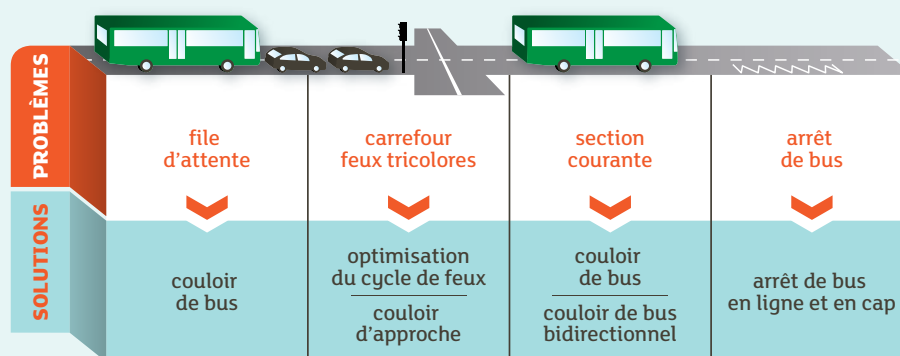 PROBLÈMES
file
d’attente
carrefour
feux tricolores
section
courante
arrêt
de bus
SOLUTIONS
couloir
de bus
optimisation
du cycle de feux
couloir
d’approche
couloir
de bus
couloir de bus
bidirectionnel
arrêt de bus
en ligne et en cap